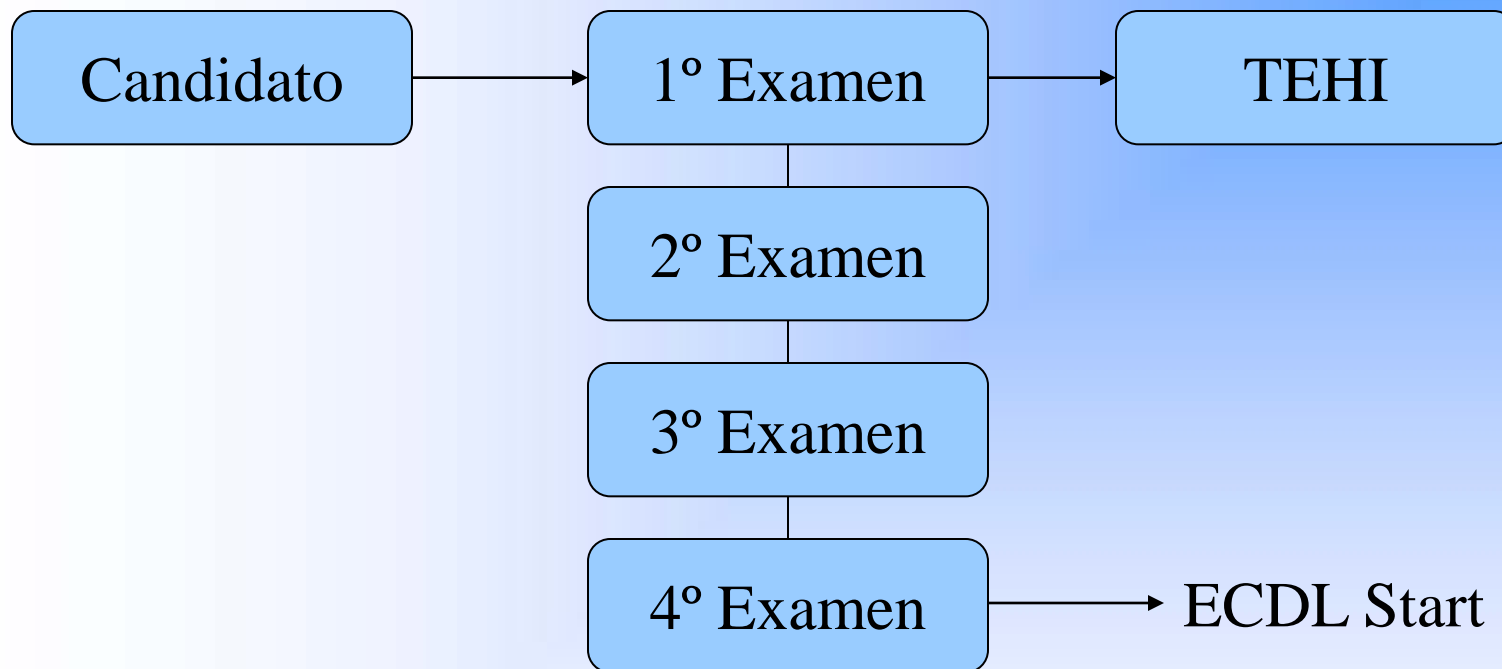 Candidato
1º Examen
TEHI
2º Examen
3º Examen
4º Examen
ECDL Start